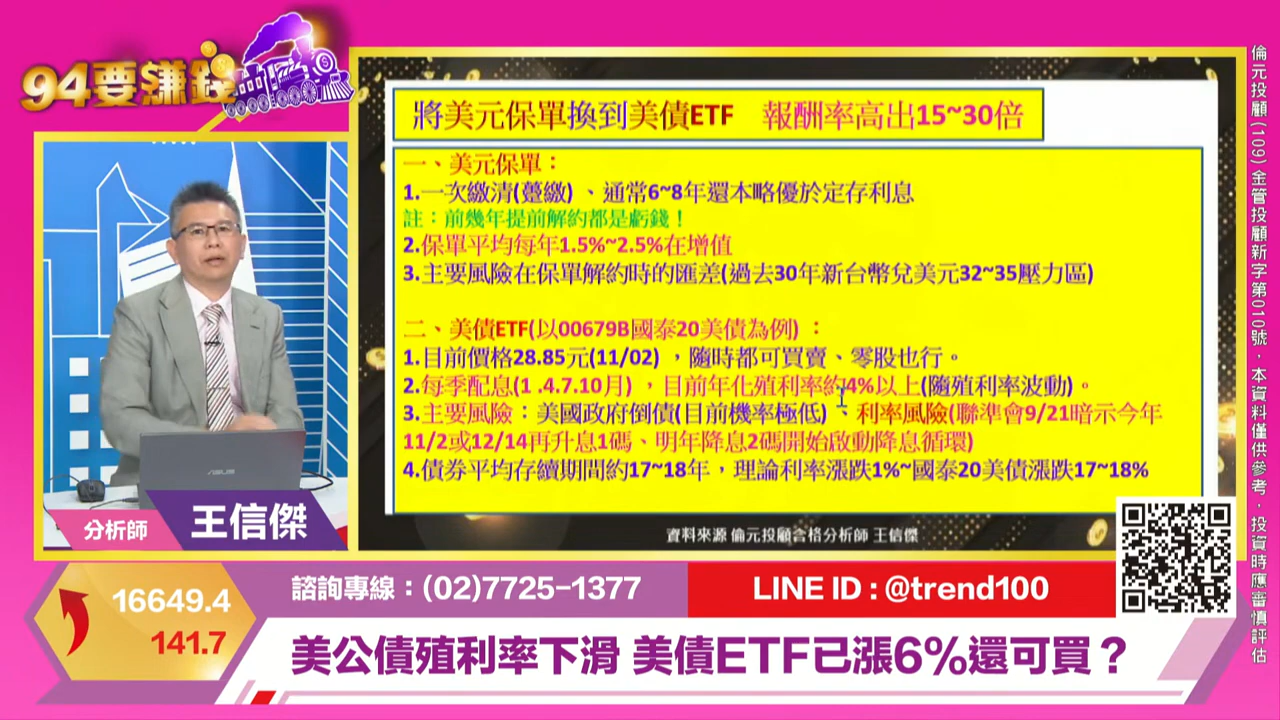 94要賺錢
將美元保單換到美債ETF 報酬率高出15~30倍
一、美元保單：
1.一次繳清(躉繳) 、通常6~8年還本略優於定存利息
註：前幾年提前解約都是虧錢！
2.保單平均每年1.5%~2.5%在增值
3.主要風險在保單解約時的匯差(過去30年新台幣兌美元32~35壓力區)
二、美債ETF(以00679B國泰20美債為例) ：
1.目前價格28.85元(11/02) ，隨時都可買賣、零股也行。
2.每季配息(1 .4.7.10月) ，目前年化殖利率約4%以上(隨殖利率波動)。
3.主要風險：美國政府倒債(目前機率極低) 、利率風險(聯準會9/21暗示今年
11/2或12/14再升息1碼、明年降息2碼開始啟動降息循環)
4.債券平均存續期間約17~18年，理論利率漲跌1%~國泰20美債漲跌17~18%
資料來源 倫元投顧合格分析師 王信傑
倫元投顧(109)金管投顧新字第010號．本資料僅供參考．投資時應審慎評估
ASUS
分析師 王信傑
16649.4
141.7
諮詢專線：(02)7725-1377
LINE ID : @trend100
美公債殖利率下滑 美債ETF已漲6%還可買？